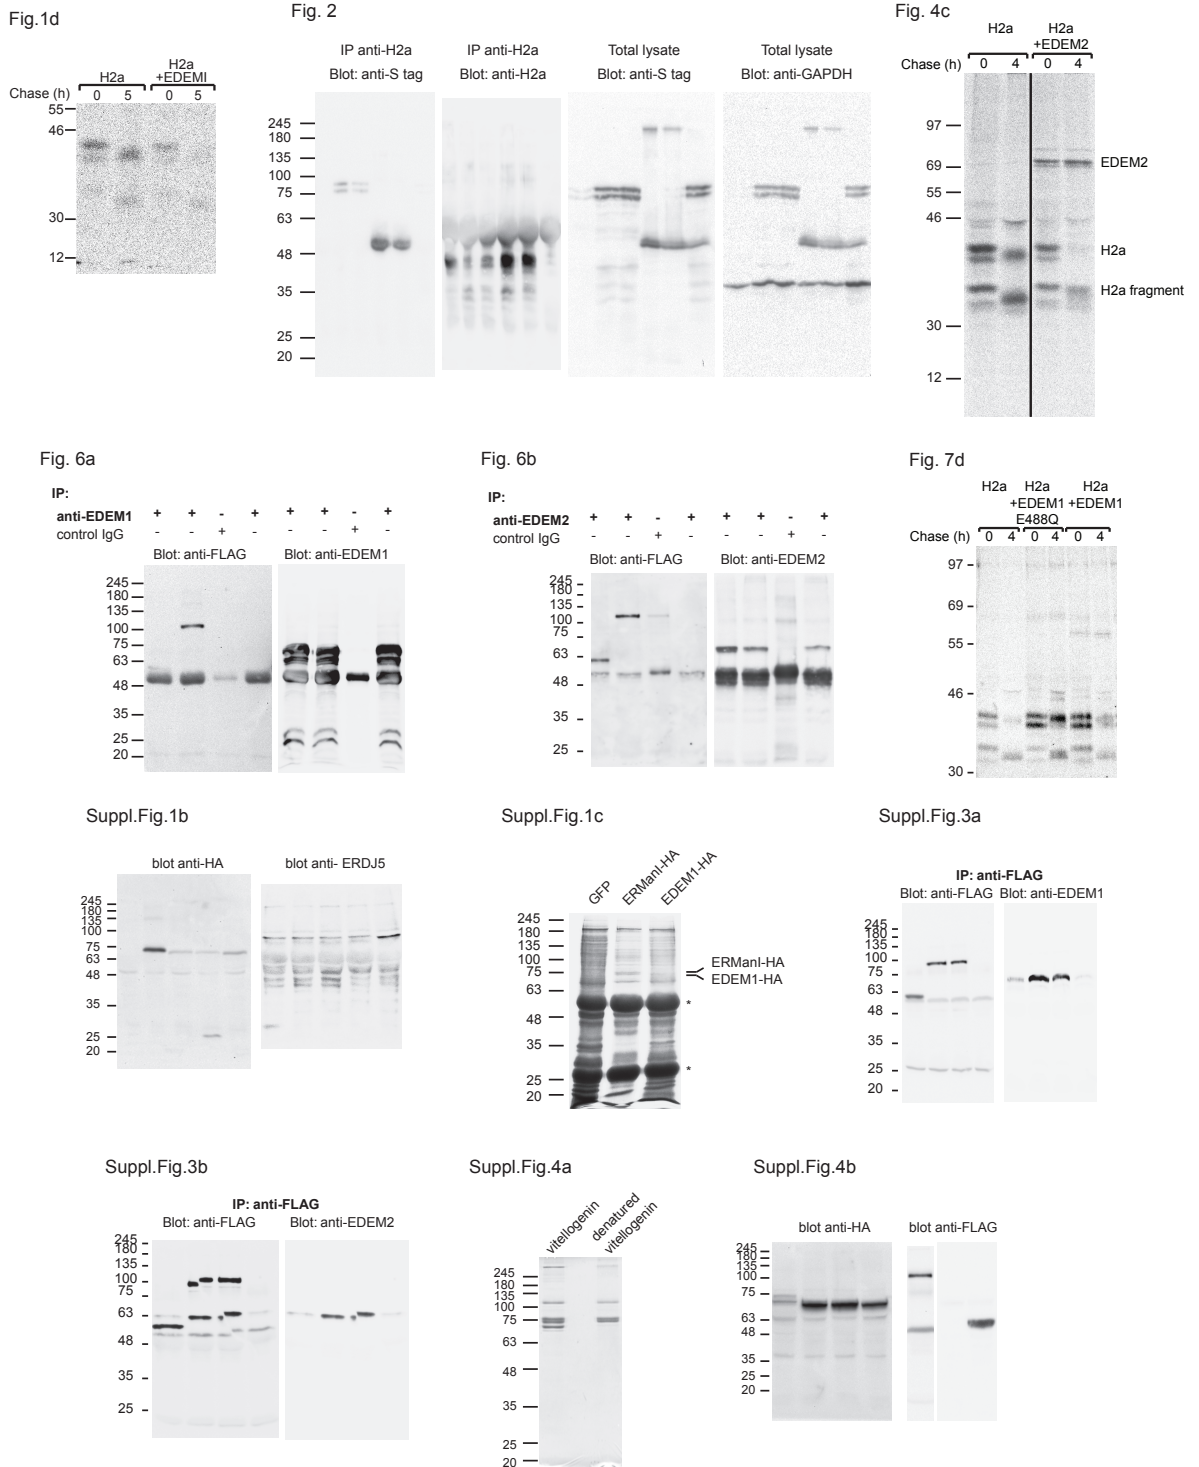 Fig.1d
H2a
H2a
+EDEMI
Chase (h) 0 5 0 5
55
46
30
12
Fig. 2
IP anti-H2a
Blot: anti-S tag
IP anti-H2a
Blot: anti-H2a
Total lysate
Blot: anti-S tag
Total lysate
Blot: anti-GAPDH
245
180
135
100
75
63
48
35
25
20
Fig. 4c
H2a
H2a
+EDEM2
Chase (h) 0 4 0 4
97
69
55
46
30
12
EDEM2
H2a
H2a fragment
Fig. 6a
IP:
anti-EDEM1 + + - + + + - +
control IgG - - + - - - + -
Blot: anti-FLAG
Blot: anti-EDEM1
245
180
135
100
75
63
48
35
25
20
Fig. 6b
IP:
anti-EDEM2 + + - + + + - +
control IgG - - + - - - + -
Blot: anti-FLAG
Blot: anti-EDEM2
245
180
135
100
75
63
48
35
25
Fig. 7d
H2a
H2a
+EDEM1
E488Q
H2a
+EDEM1
Chase (h) 0 4 0 4 0 4
97
69
55
46
30
Suppl.Fig.1b
blot anti-HA
blot anti- ERDJ5
245
180
135
100
75
63
48
35
25
20
Suppl.Fig.1c
GFP
ERManI-HA
EDEM1-HA
245
180
135
100
75
63
48
35
25
20
ERManI-HA
EDEM1-HA
*
*
Suppl.Fig.3a
IP: anti-FLAG
Blot: anti-FLAG
Blot: anti-EDEM1
245
180
135
100
75
63
48
35
25
20
Suppl.Fig.3b
IP: anti-FLAG
Blot: anti-FLAG
Blot: anti-EDEM2
245
180
135
100
75
63
48
35
25
Suppl.Fig.4a
vitellogenin
denatured
vitellogenin
245
180
135
100
75
63
48
35
25
20
Suppl.Fig.4b
blot anti-HA
blot anti-FLAG
245
180
135
100
75
63
48
35
25
20